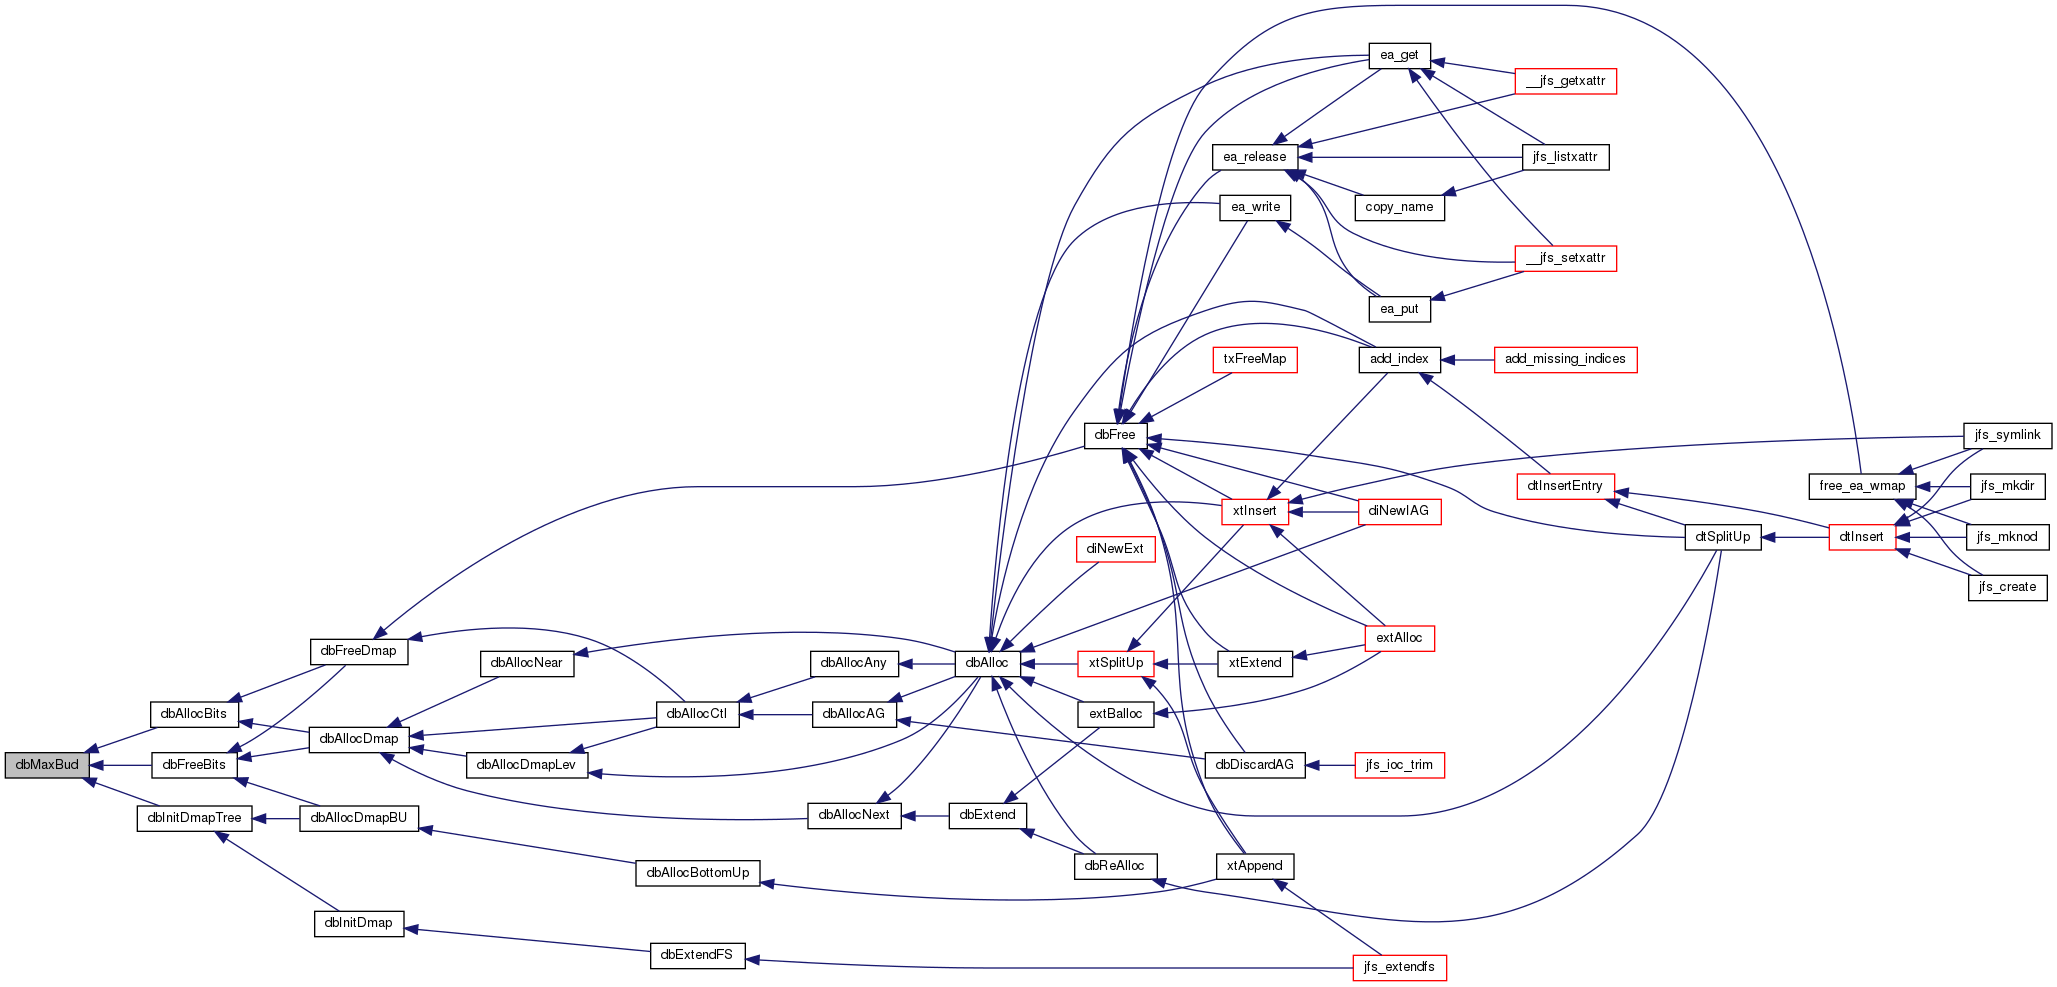 ea_get
__jfs_getxattr
ea_release
jfs_listxattr
copy_name
ea_write
__jfs_setxattr
ea_put
txFreeMap
add_index
add_missing_indices
dbFree
jfs_symlink
dtInsertEntry
free_ea_wmap
jfs_mkdir
xtInsert
diNewIAG
dtSplitUp
dtInsert
jfs_mknod
diNewExt
jfs_create
extAlloc
dbFreeDmap
dbAllocNear
dbAllocAny
dbAlloc
xtSplitUp
xtExtend
dbAllocBits
dbAllocCtl
dbAllocAG
extBalloc
dbAllocDmap
dbMaxBud
dbFreeBits
dbAllocDmapLev
dbDiscardAG
jfs_ioc_trim
dbInitDmapTree
dbAllocDmapBU
dbAllocNext
dbExtend
dbReAlloc
xtAppend
dbAllocBottomUp
dbInitDmap
dbExtendFS
jfs_extendfs